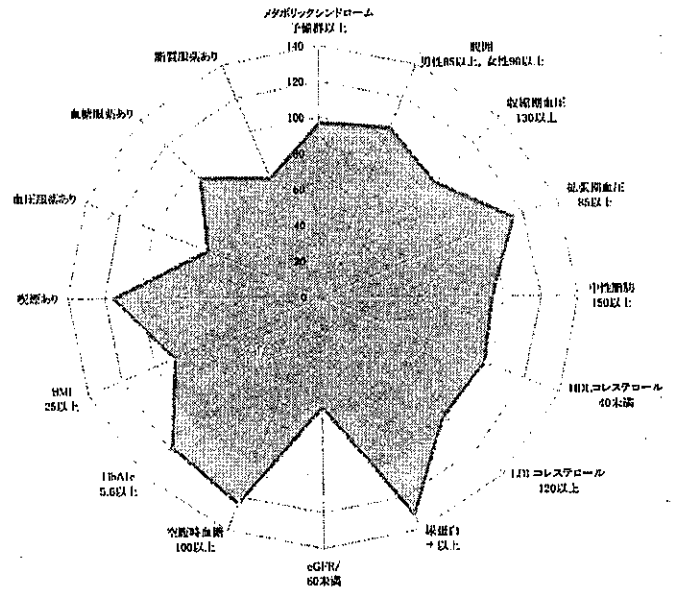 メタボリックシンドローム
予備群以上
腹囲
男性85以上, 女性90以上
収縮期血圧
130以上
拡張期血圧
85以上
中性脂肪
150以上
HDLコレステロール
40未満
LDLコレステロール
120以上
尿蛋白
+以上
eGFR/
60未満
空腹時血糖
100以上
HbA1c
5.6以上
BMI
25以上
喫煙あり
血圧服薬あり
血糖服薬あり
脂質服薬あり
140
120
100
80
60
40
20
0